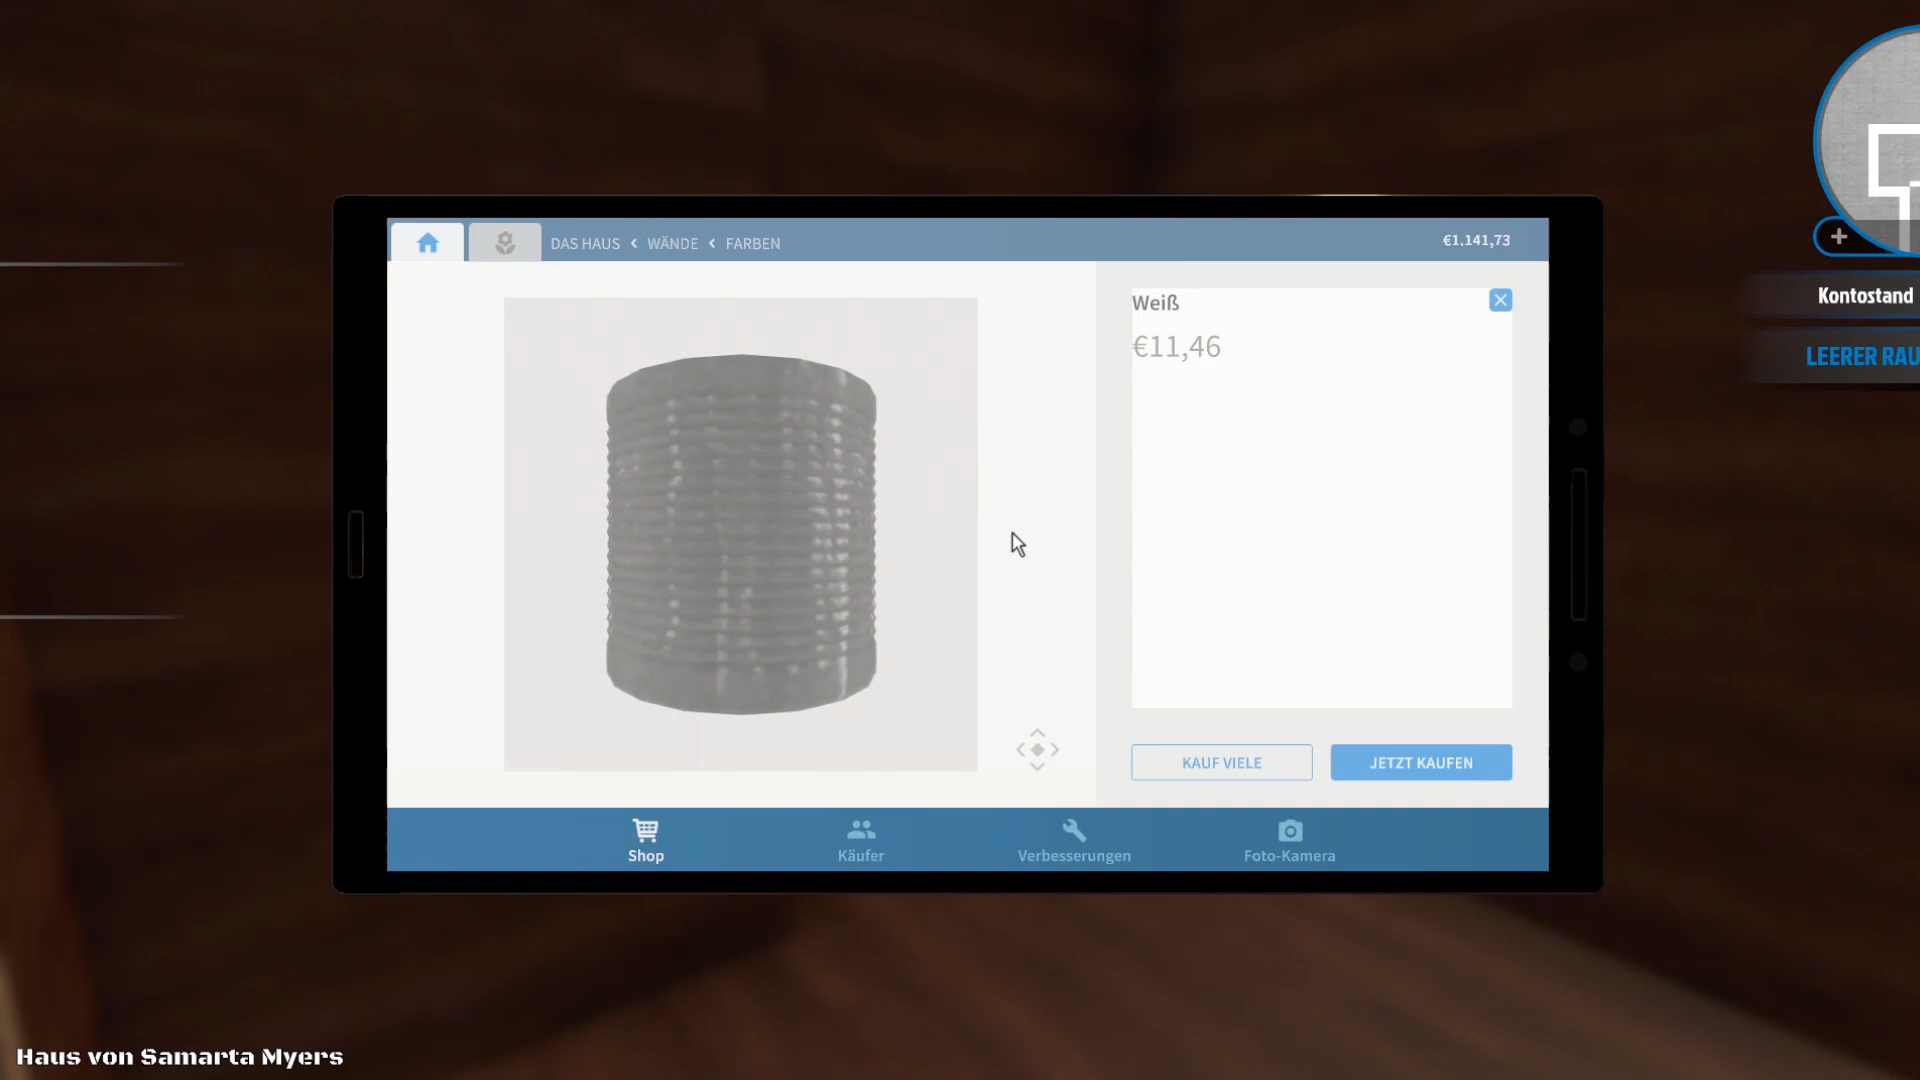 DAS HAUS < WÄNDE < FARBEN
€1.141,73
Weiß
€11,46
KAUF VIELE
JETZT KAUFEN
Shop
Käufer
Verbesserungen
Foto-Kamera
Kontostand
LEERER RAU
Haus von Samarta Myers